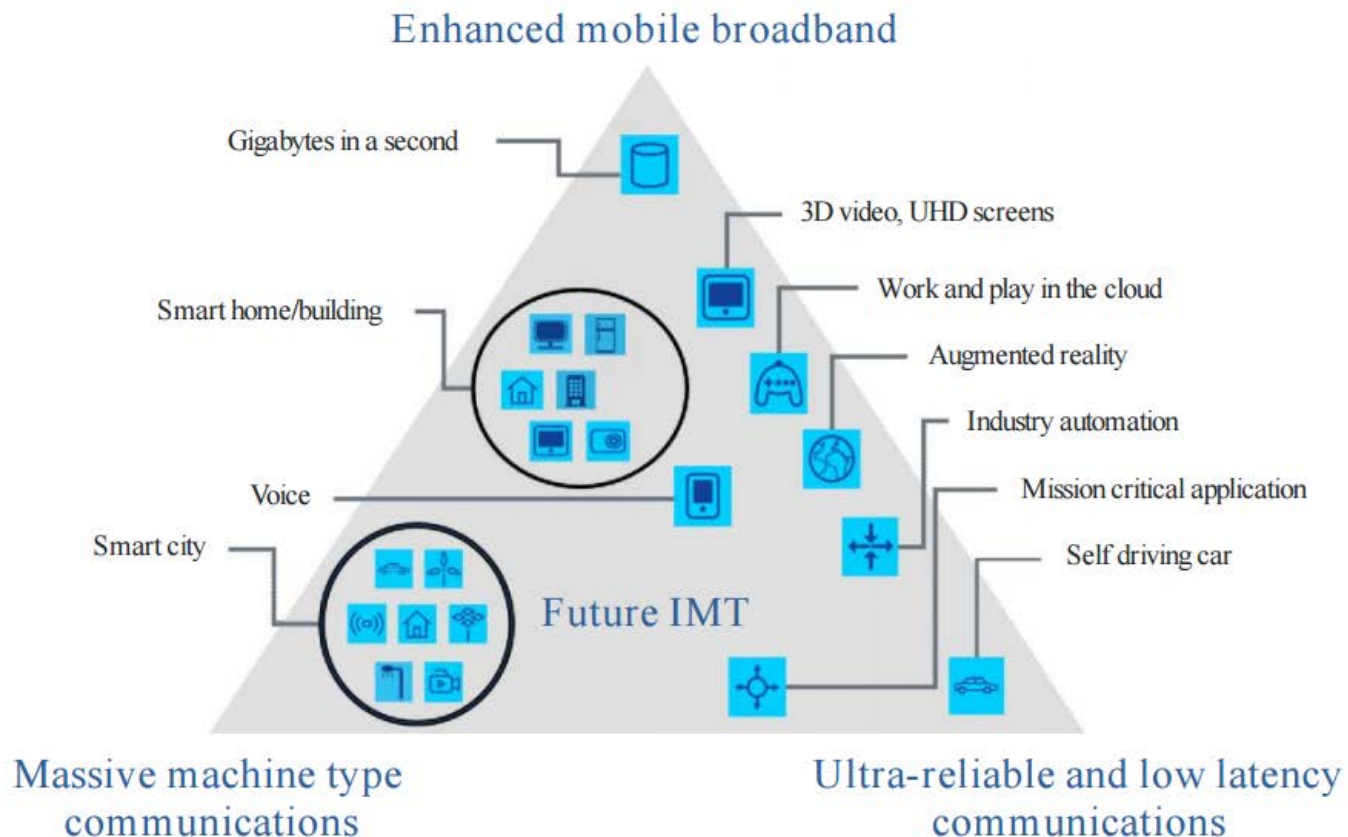 Enhanced mobile broadband
Gigabytes in a second
3D video, UHD screens
Work and play in the cloud
Smart home/building
Augmented reality
Industry automation
Mission critical application
Voice
Smart city
Self driving car
Future IMT
Massive machine type
communications
Ultra-reliable and low latency
communications